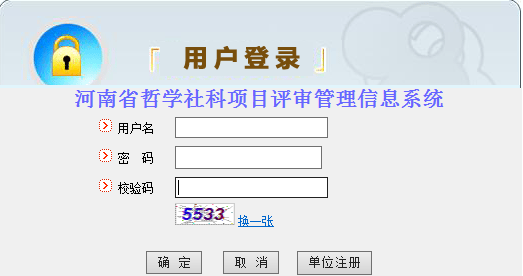 「 用户登录 」
河南省哲学社科项目评审管理信息系统
用户名
密 码
校验码
5533 换一张
确 定 取 消 单位注册